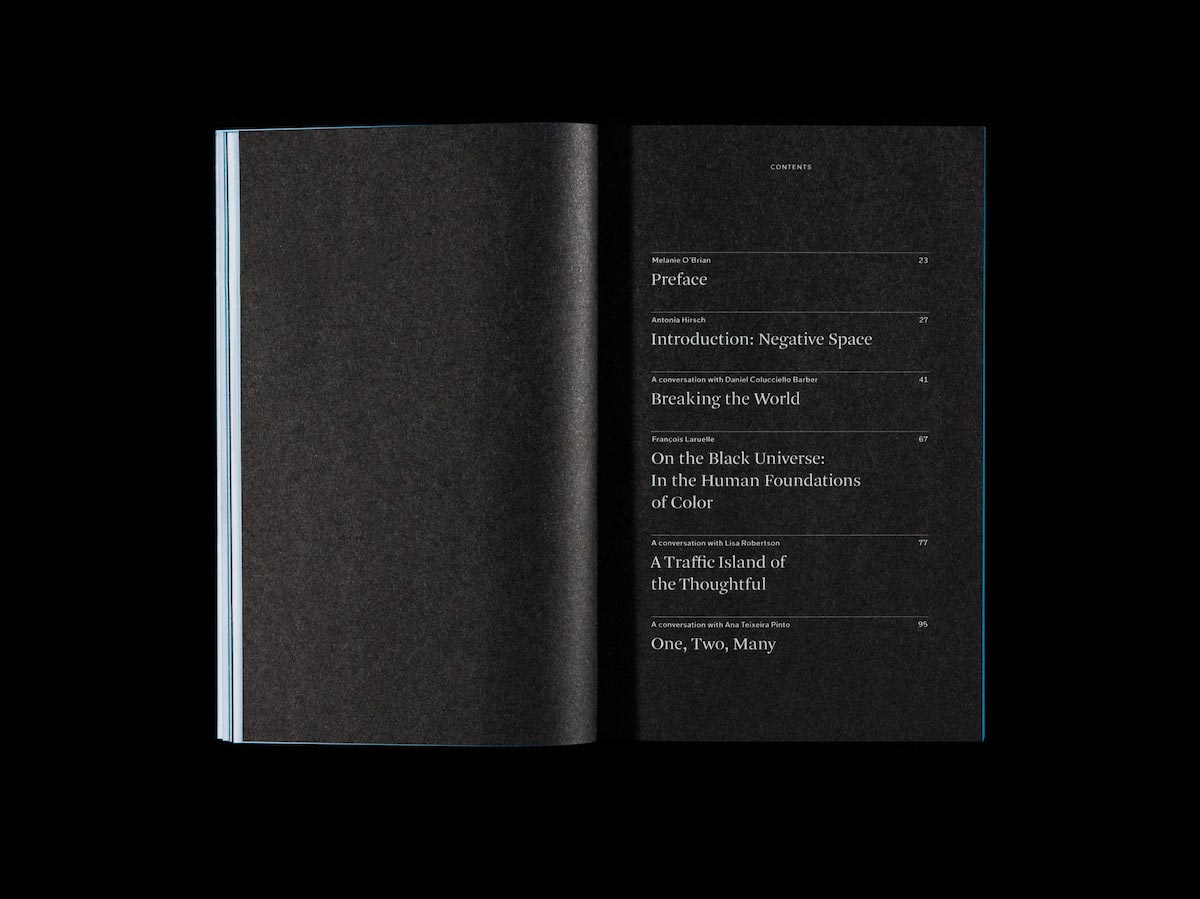 CONTENTS
Melanie O'Brian 23
Preface
Antonia Hirsch 27
Introduction: Negative Space
A conversation with Daniel Colucciello Barber 41
Breaking the World
François Laruelle 67
On the Black Universe:
In the Human Foundations
of Color
A conversation with Lisa Robertson 77
A Traffic Island of
the Thoughtful
A conversation with Ana Teixeira Pinto 95
One, Two, Many